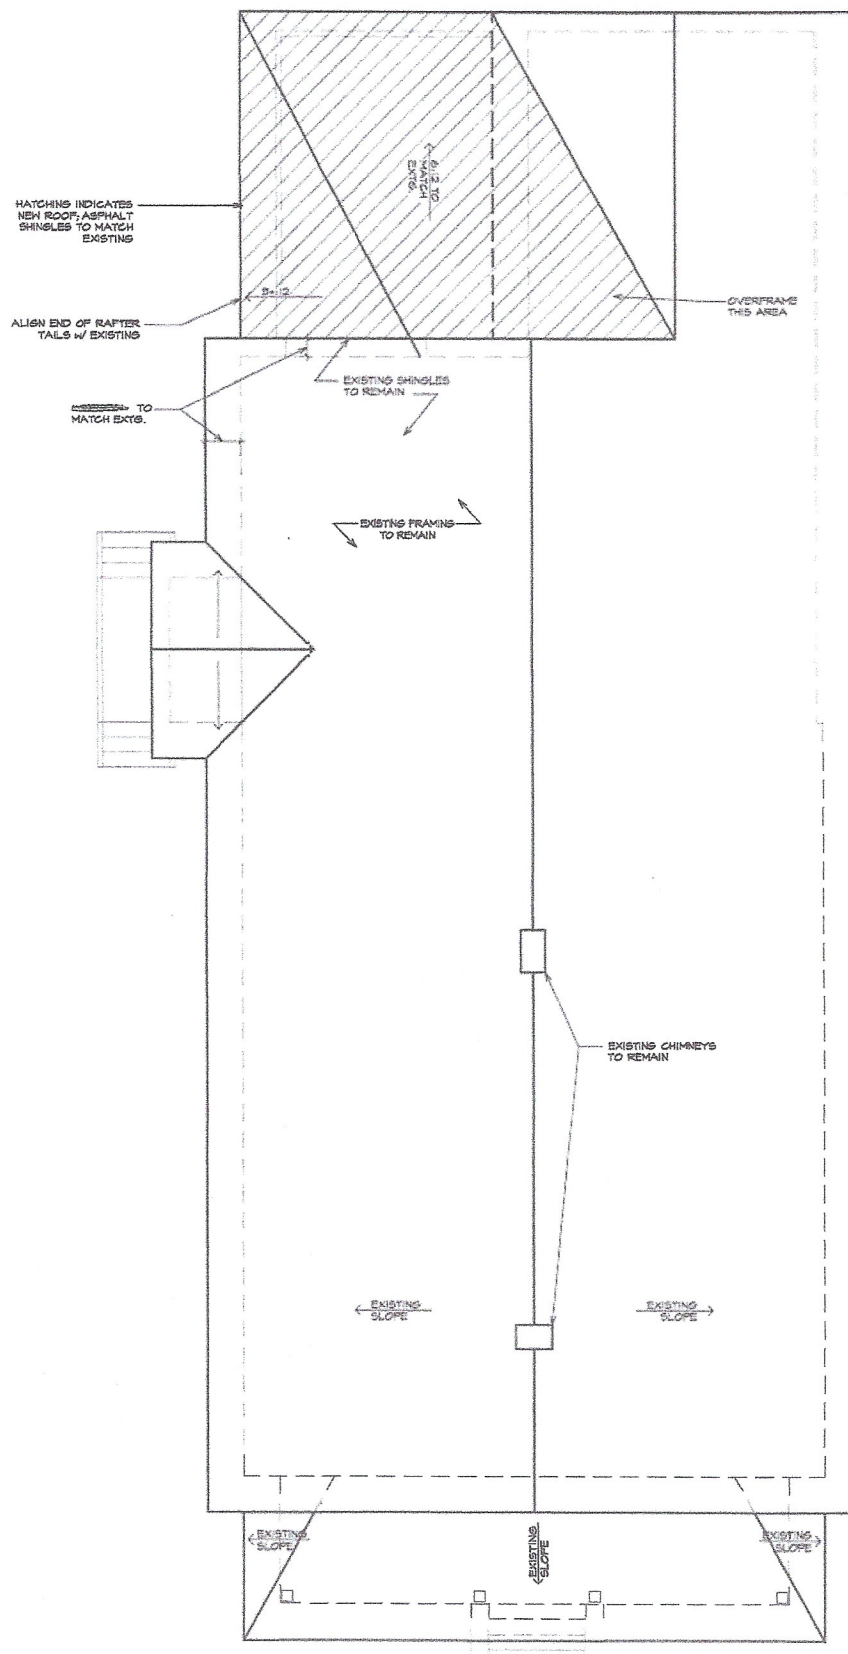 6:12 TO
MATCH
EXTG.
HATCHING INDICATES
NEW ROOF; ASPHALT
SHINGLES TO MATCH
EXISTING
OVERFRAME
THIS AREA
ALIGN END OF RAFTER
TAILS W/ EXISTING
EXISTING SHINGLES
TO REMAIN
TO
MATCH EXTG.
EXISTING FRAMING
TO REMAIN
EXISTING CHIMNEYS
TO REMAIN
EXISTING
SLOPE
EXISTING
SLOPE
EXISTING
SLOPE
EXISTING
SLOPE
EXISTING
SLOPE